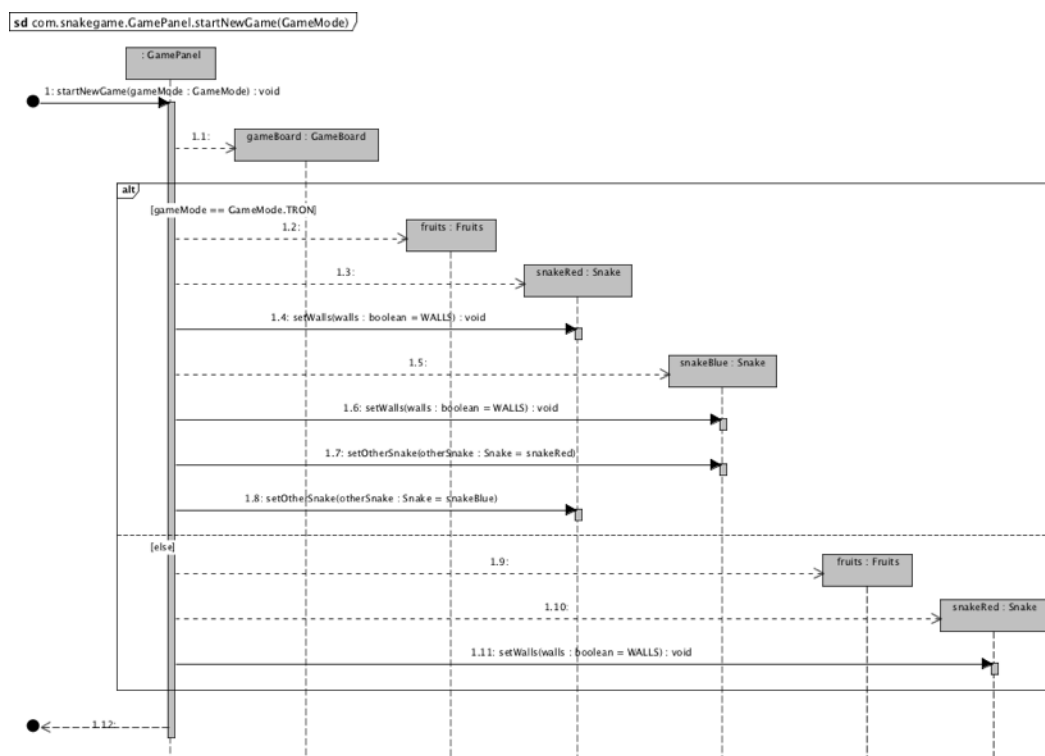 sd com.snakegame.GamePanel.startNewGame(GameMode)
: GamePanel
1: startNewGame(gameMode : GameMode) : void
1.1:
gameBoard : GameBoard
alt
[gameMode == GameMode.TRON]
1.2:
fruits : Fruits
1.3:
snakeRed : Snake
1.4: setWalls(walls : boolean = WALLS) : void
1.5:
snakeBlue : Snake
1.6: setWalls(walls : boolean = WALLS) : void
1.7: setOtherSnake(otherSnake : Snake = snakeRed)
1.8: setOtherSnake(otherSnake : Snake = snakeBlue)
[else]
1.9:
fruits : Fruits
1.10:
snakeRed : Snake
1.11: setWalls(walls : boolean = WALLS) : void
1.12: